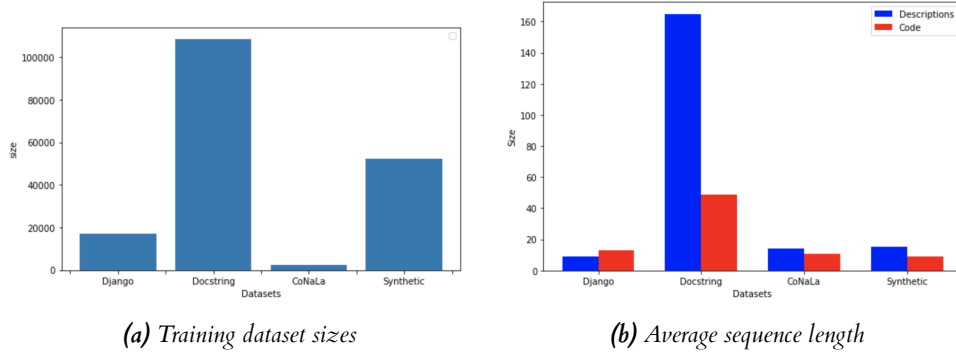 100000
80000
60000
40000
20000
0
size
Django
Docstring
CoNaLa
Synthetic
Datasets
(a) Training dataset sizes
Descriptions
Code
160
140
120
100
80
60
40
20
0
Size
Django
Docstring
CoNaLa
Synthetic
Datasets
(b) Average sequence length